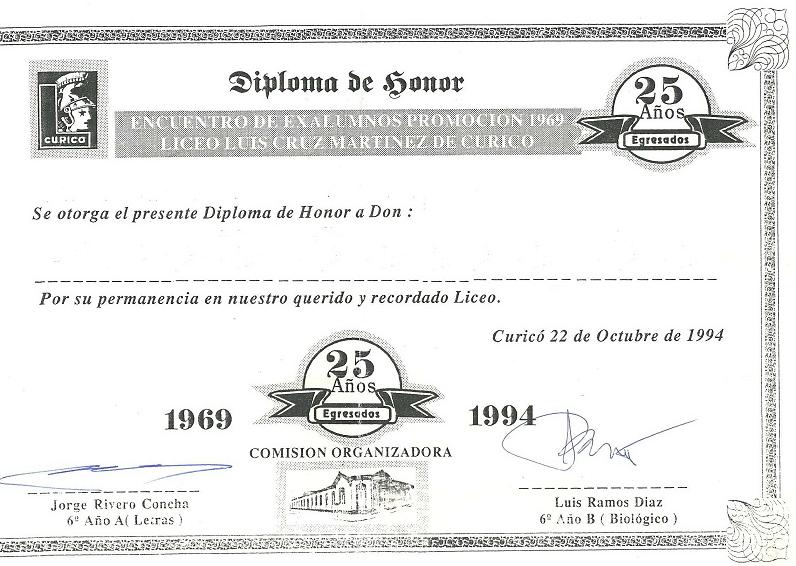 Diploma de Honor
CURICO
ENCUENTRO DE EXALUMNOS PROMOCION 1969
LICEO LUIS CRUZ MARTINEZ DE CURICO
25
Años
Egresados
Se otorga el presente Diploma de Honor a Don :
Por su permanencia en nuestro querido y recordado Liceo.
Curicó 22 de Octubre de 1994
25
Años
Egresados
1969
1994
COMISION ORGANIZADORA
Jorge Rivero Concha
6º Año A( Letras )
Luis Ramos Diaz
6º Año B ( Biológico )